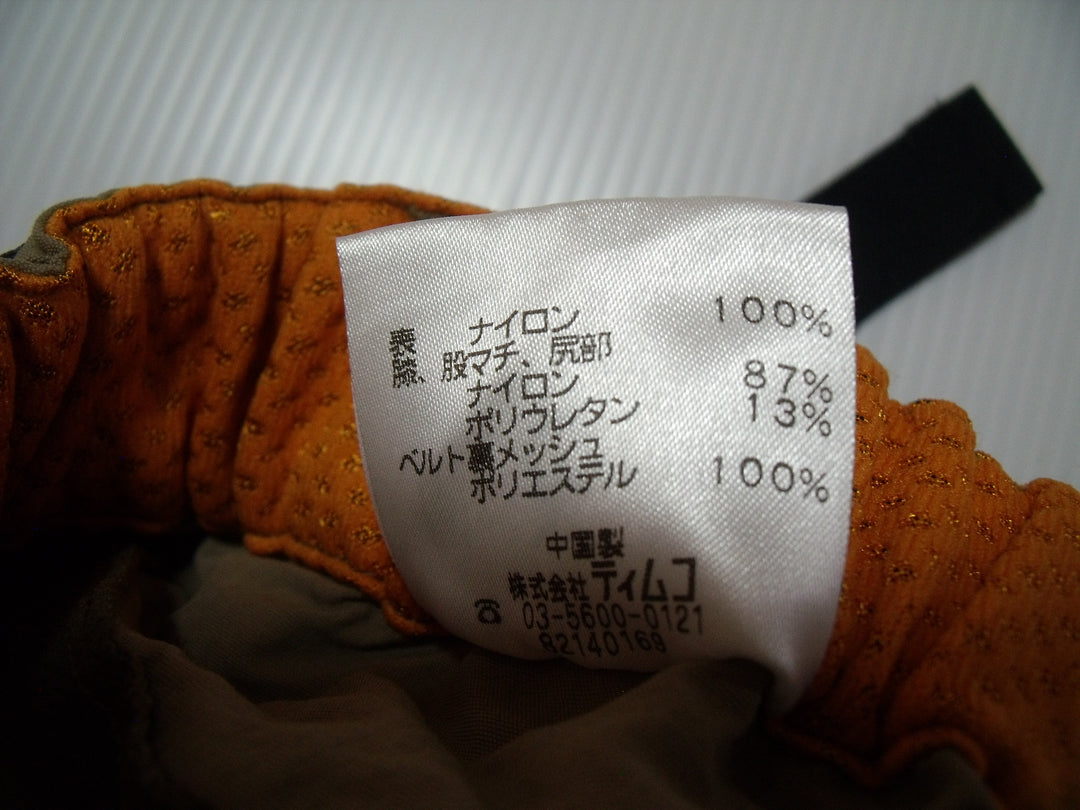 表 ナイロン 100%
膝、股マチ、尻部
ナイロン 87%
ポリウレタン 13%
ベルト裏メッシュ
ポリエステル 100%
中国製
株式会社ティムコ
☎ 03-5600-0121
82140169